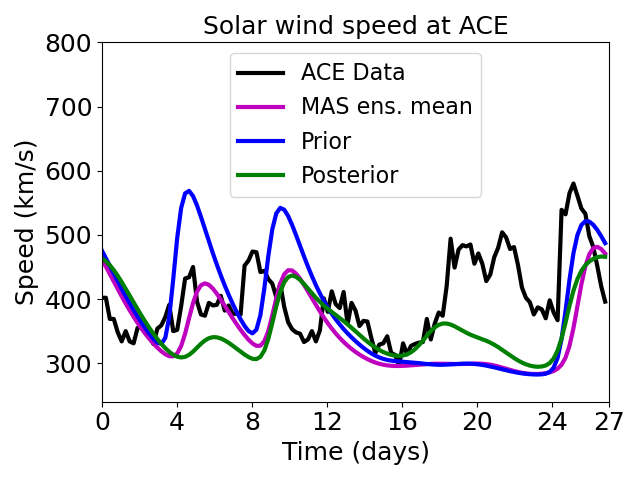 Solar wind speed at ACE
800
700
600
500
400
300
Speed (km/s)
ACE Data
MAS ens. mean
Prior
Posterior
0 4 8 12 16 20 24 27
Time (days)